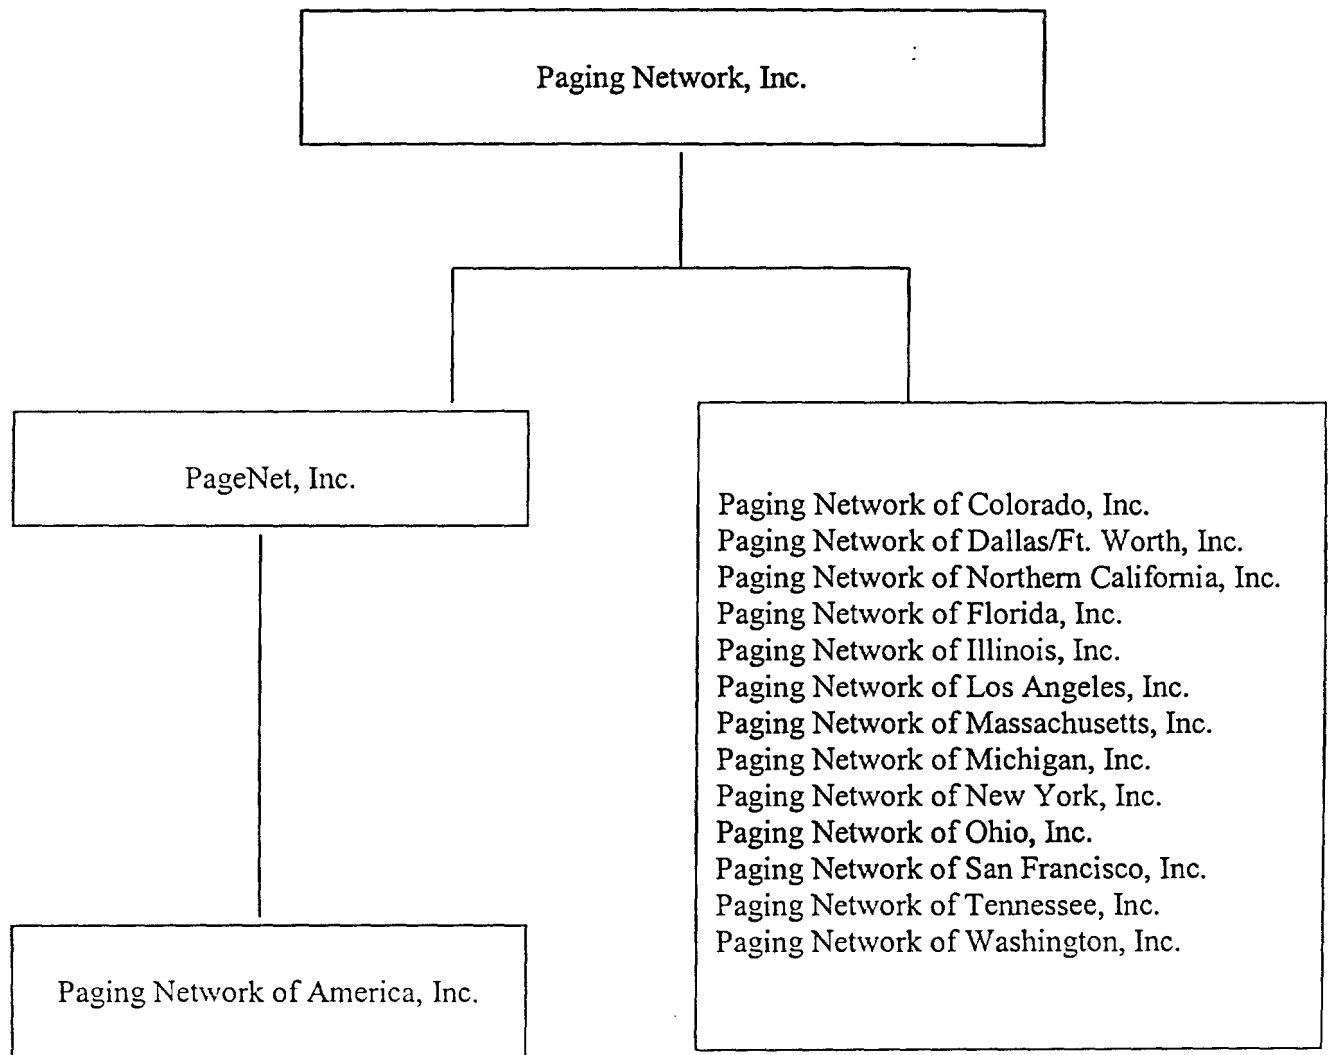 Paging Network, Inc.
PageNet, Inc.
Paging Network of Colorado, Inc.
Paging Network of Dallas/Ft. Worth, Inc.
Paging Network of Northern California, Inc.
Paging Network of Florida, Inc.
Paging Network of Illinois, Inc.
Paging Network of Los Angeles, Inc.
Paging Network of Massachusetts, Inc.
Paging Network of Michigan, Inc.
Paging Network of New York, Inc.
Paging Network of Ohio, Inc.
Paging Network of San Francisco, Inc.
Paging Network of Tennessee, Inc.
Paging Network of Washington, Inc.
Paging Network of America, Inc.